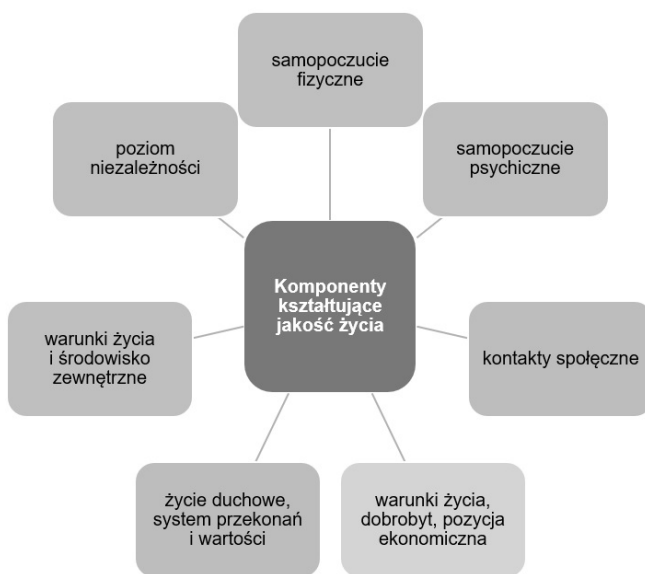 samopoczucie
fizyczne
samopoczucie
psychiczne
kontakty społęczne
warunki życia,
dobrobyt, pozycja
ekonomiczna
życie duchowe,
system przekonań
i wartości
warunki życia
i środowisko
zewnętrzne
poziom
niezależności
Komponenty
kształtujące
jakość życia